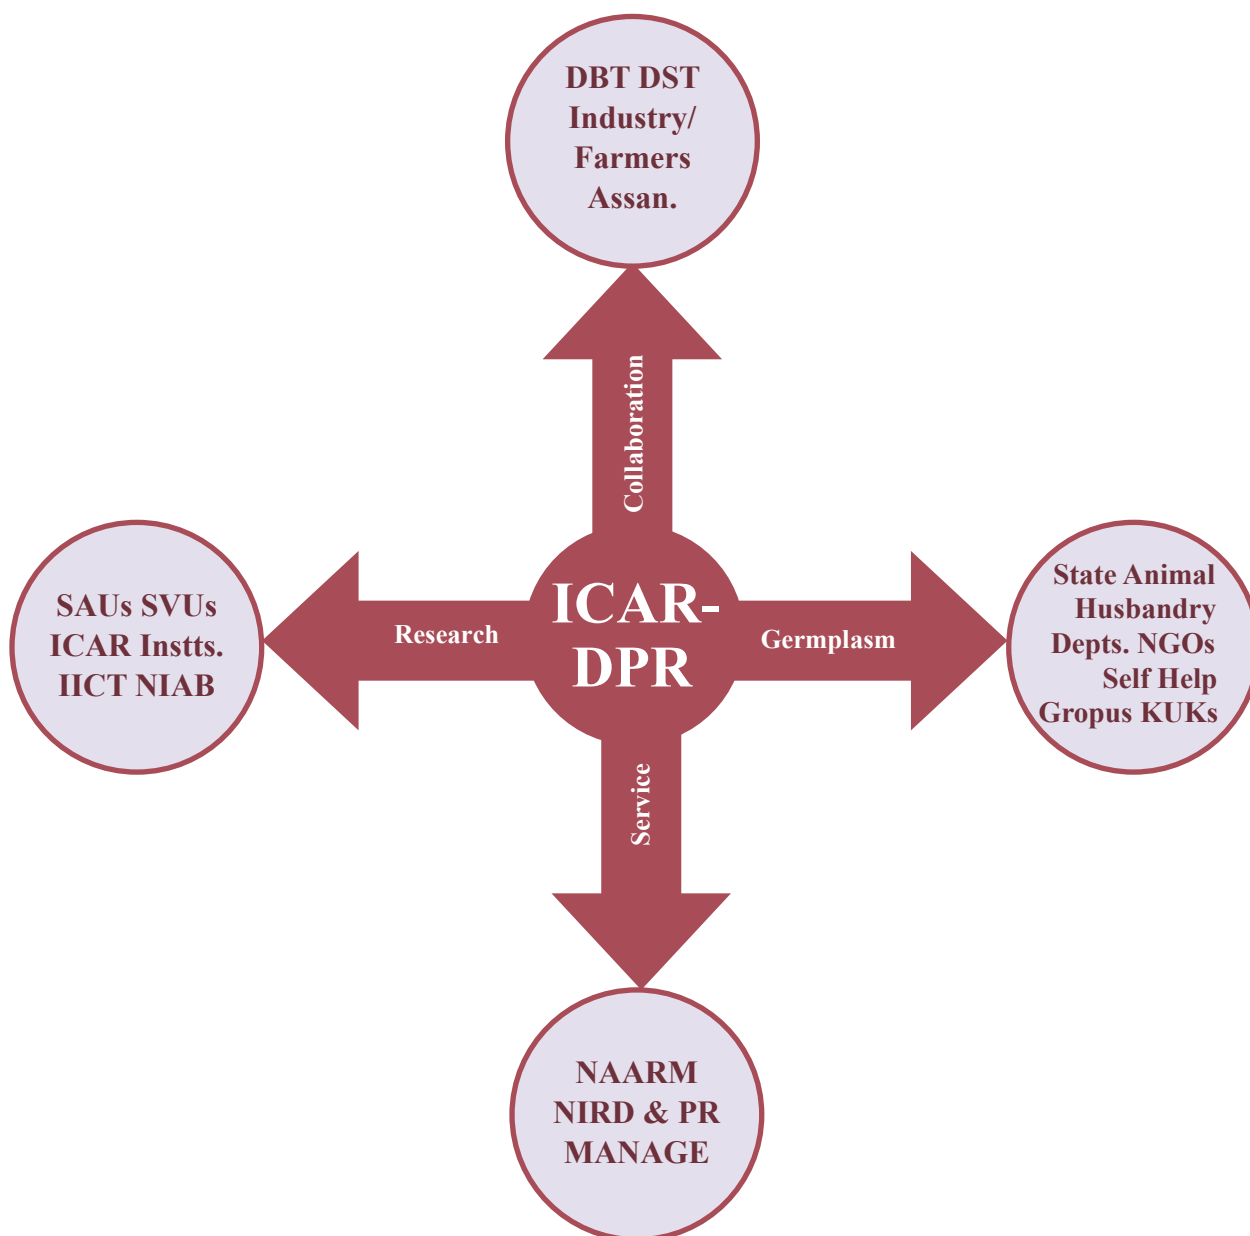 DBT DST
Industry/
Farmers
Assan.
Collaboration
SAUs SVUs
ICAR Instts.
IICT NIAB
Research
ICAR-
DPR
Germplasm
State Animal
Husbandry
Depts. NGOs
Self Help
Gropus KUKs
Service
NAARM
NIRD & PR
MANAGE